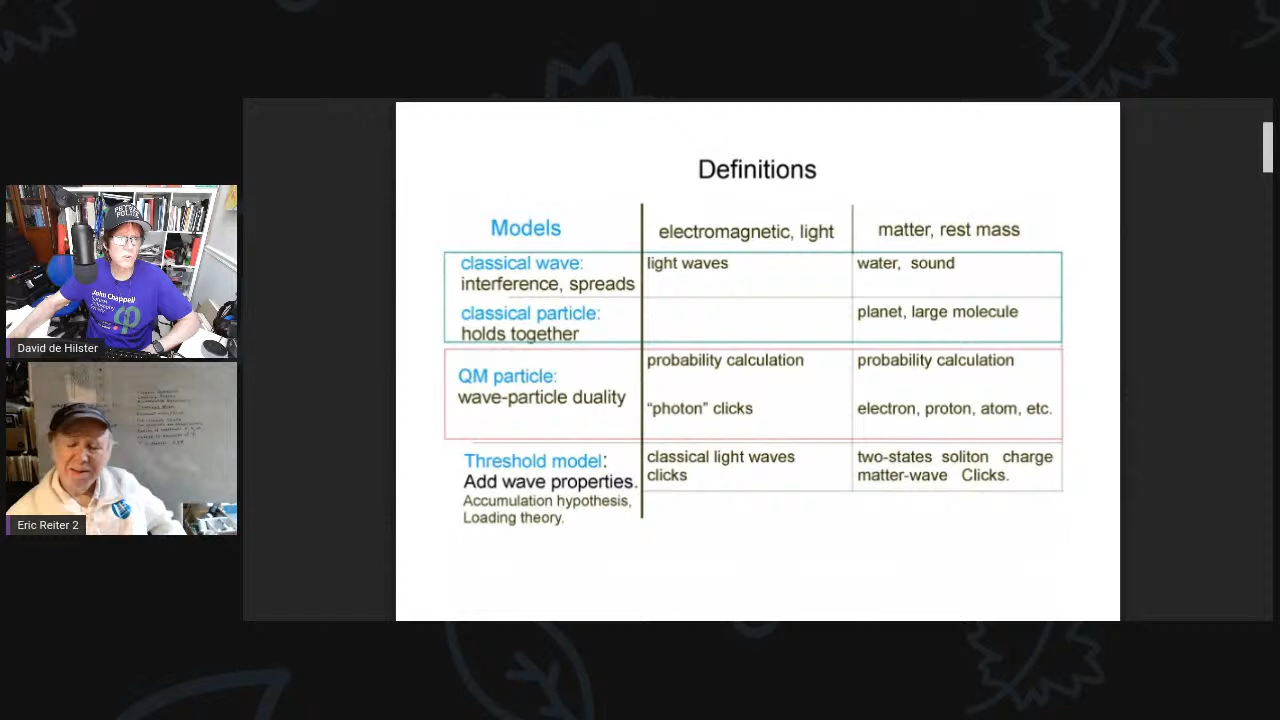 Definitions
Models
electromagnetic, light
matter, rest mass
classical wave:
interference, spreads
light waves
water, sound
classical particle:
holds together
planet, large molecule
QM particle:
wave-particle duality
probability calculation
"photon" clicks
probability calculation
electron, proton, atom, etc.
Threshold model:
Add wave properties.
Accumulation hypothesis,
Loading theory.
classical light waves
clicks
two-states soliton charge
matter-wave Clicks.
John Chappell
David de Hilster
Eric Reiter 2